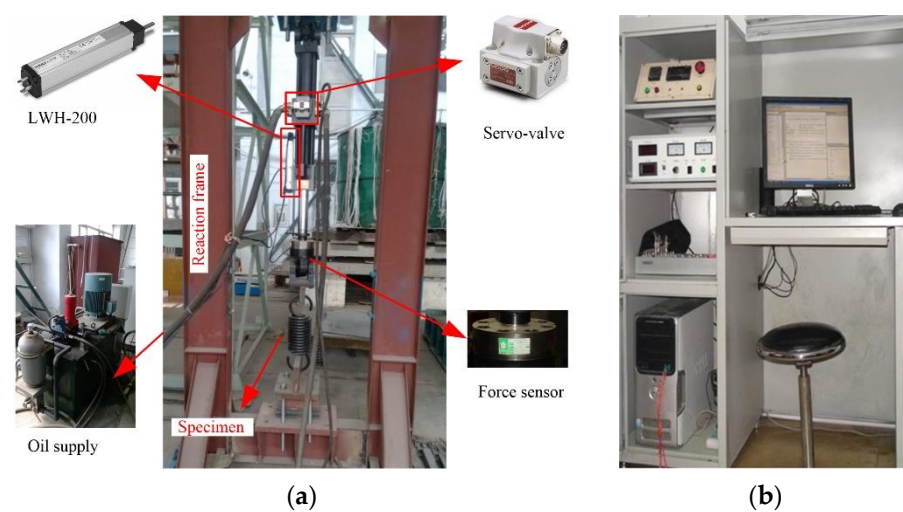 LWH-200
Servo-valve
Reaction frame
Force sensor
Specimen
Oil supply
(a)
(b)